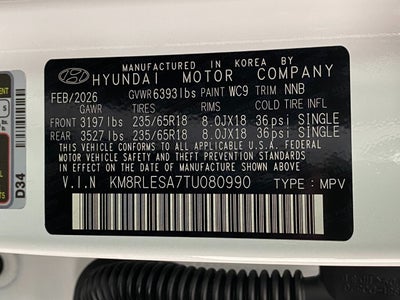 MANUFACTURED IN KOREA BY
HYUNDAI MOTOR COMPANY
FEB/2026 GVWR 6393lbs PAINT WC9 TRIM NNB
GAWR TIRES RIMS COLD TIRE INFL
FRONT 3197lbs 235/65R18 8.0JX18 36psi SINGLE
REAR 3527lbs 235/65R18 8.0JX18 36psi SINGLE
THIS VEHICLE CONFORMS TO ALL APPLICABLE U.S.A. FEDERAL
MOTOR VEHICLE SAFETY, BUMPER, AND THEFT PREVENTION
STANDARDS IN EFFECT ON THE DATE OF MANUFACTURE SHOWN ABOVE.
V.I.N KM8RLESA7TU080990 TYPE: MPV
D34